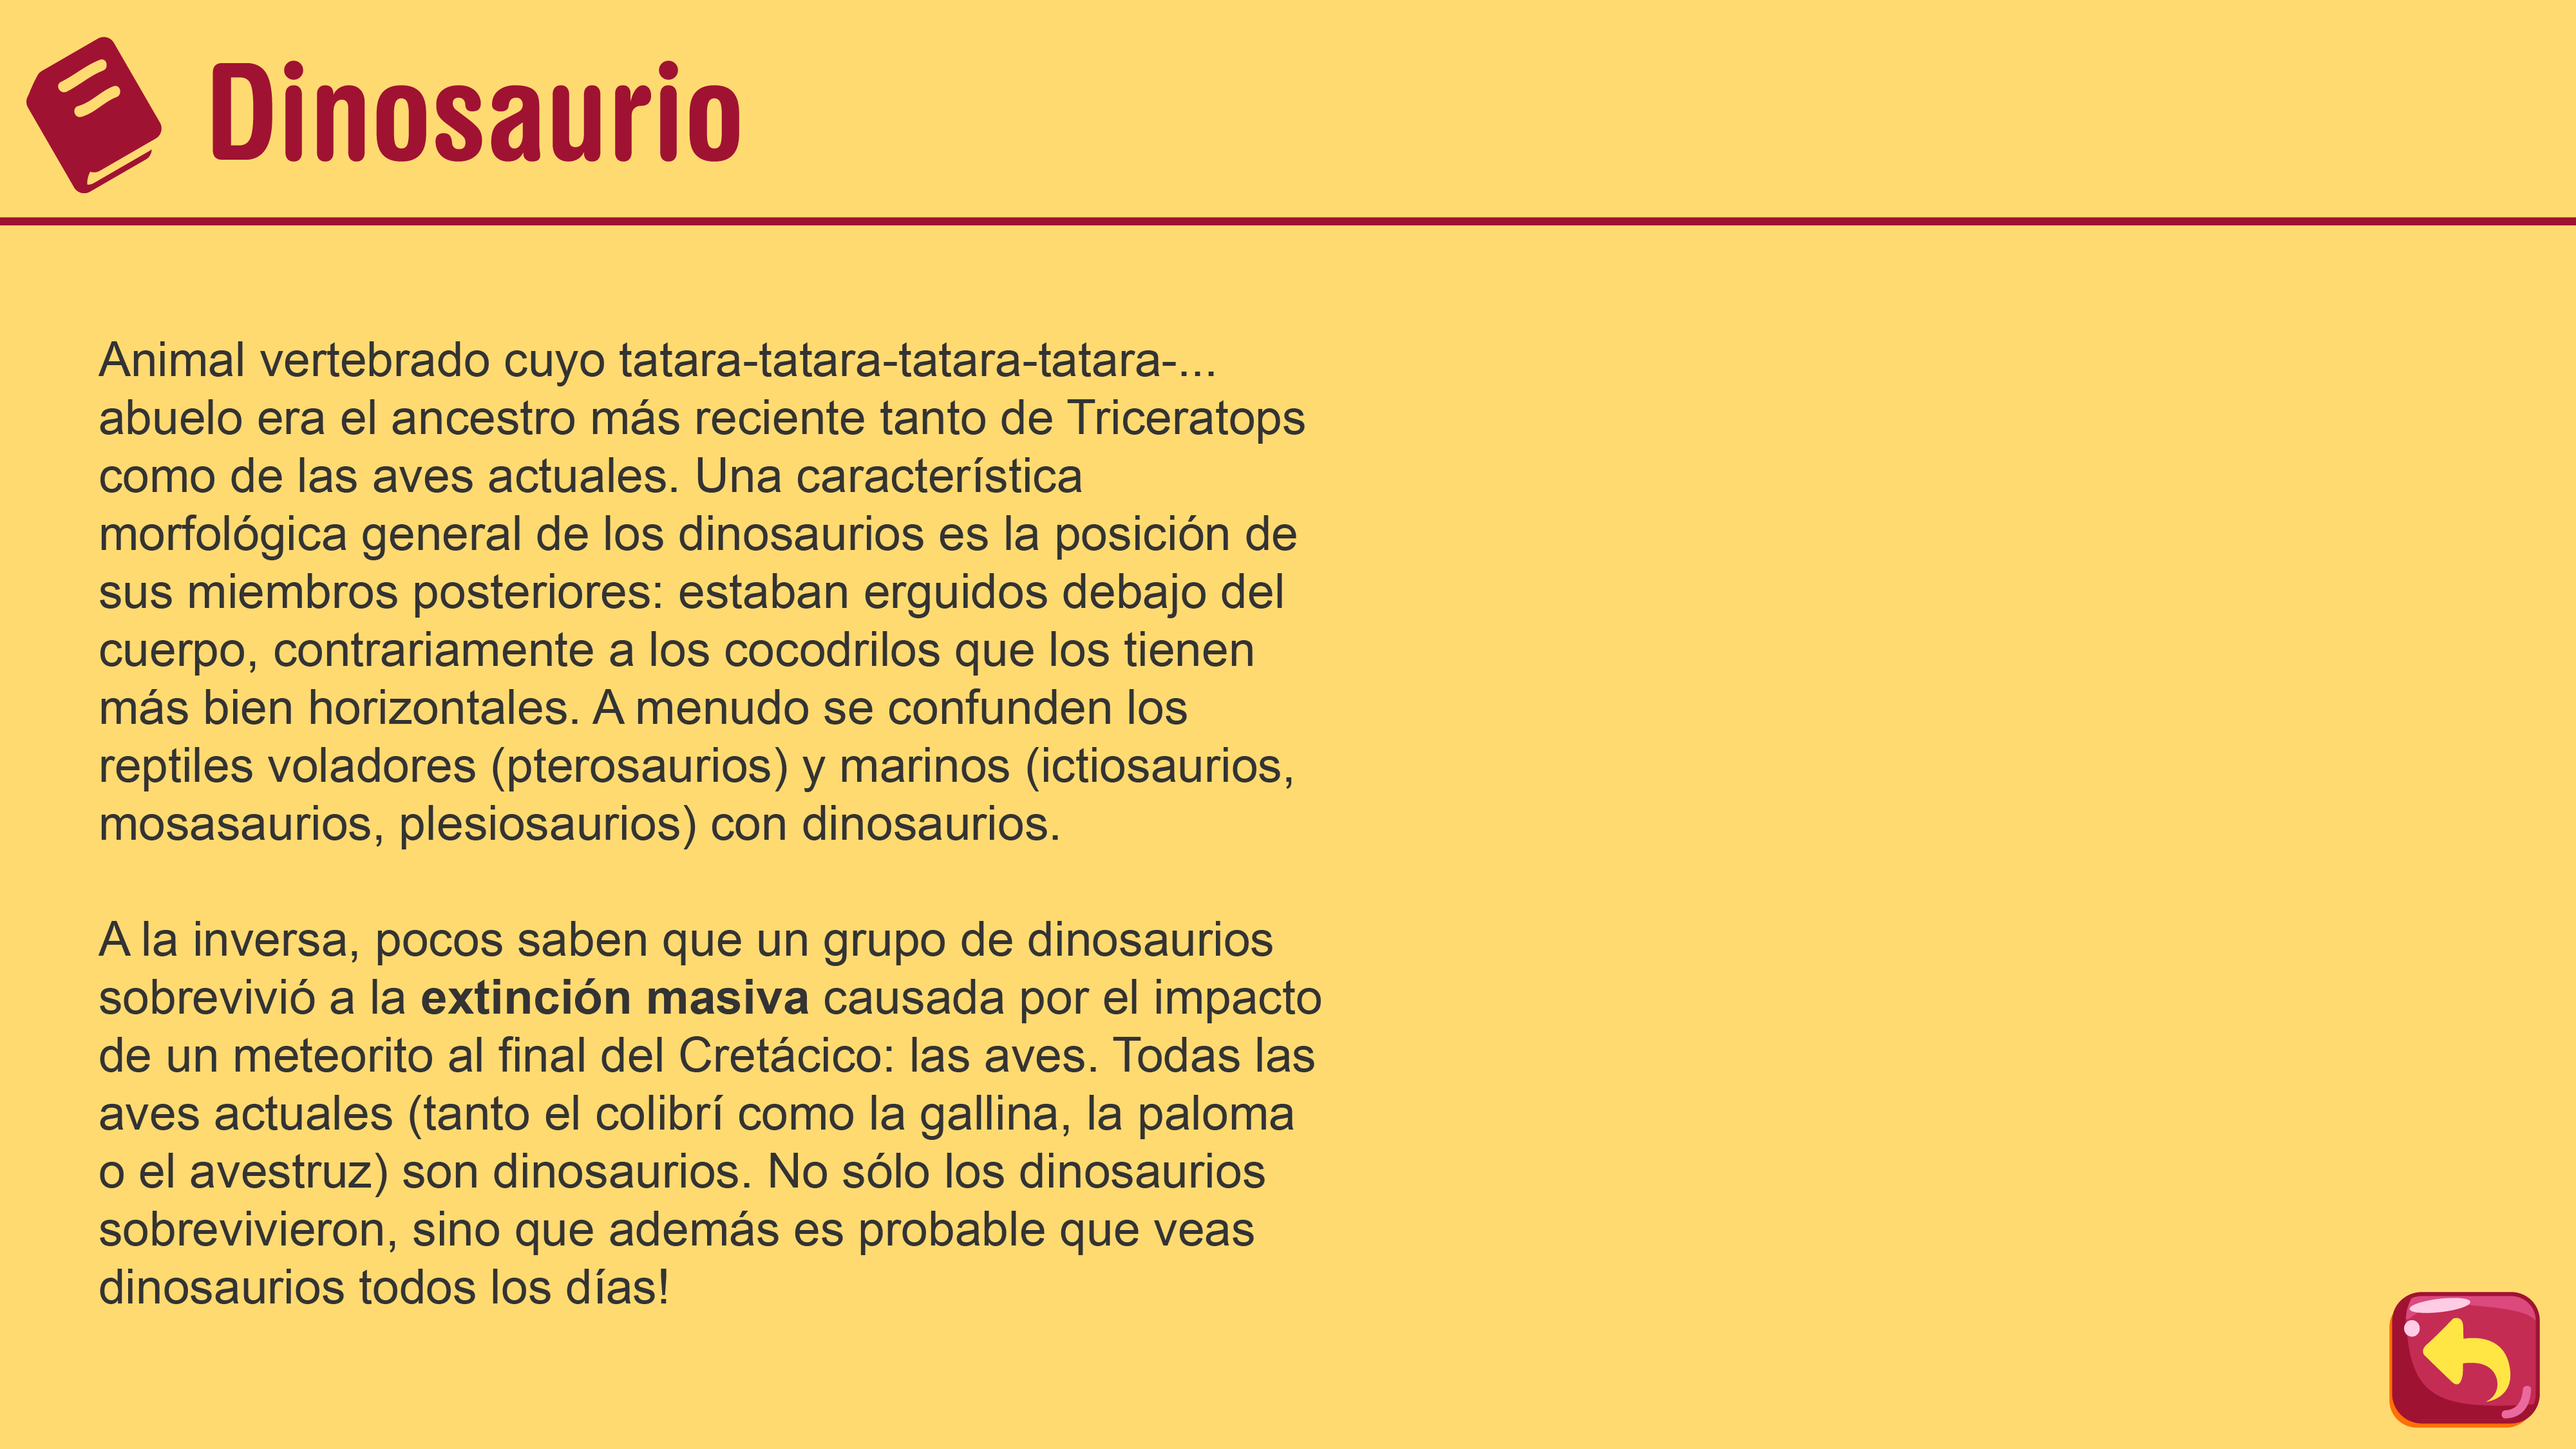 Dinosaurio
Animal vertebrado cuyo tatara-tatara-tatara-tatara-...
abuelo era el ancestro más reciente tanto de Triceratops
como de las aves actuales. Una característica
morfológica general de los dinosaurios es la posición de
sus miembros posteriores: estaban erguidos debajo del
cuerpo, contrariamente a los cocodrilos que los tienen
más bien horizontales. A menudo se confunden los
reptiles voladores (pterosaurios) y marinos (ictiosaurios,
mosasaurios, plesiosaurios) con dinosaurios.
A la inversa, pocos saben que un grupo de dinosaurios
sobrevivió a la extinción masiva causada por el impacto
de un meteorito al final del Cretácico: las aves. Todas las
aves actuales (tanto el colibrí como la gallina, la paloma
o el avestruz) son dinosaurios. No sólo los dinosaurios
sobrevivieron, sino que además es probable que veas
dinosaurios todos los días!